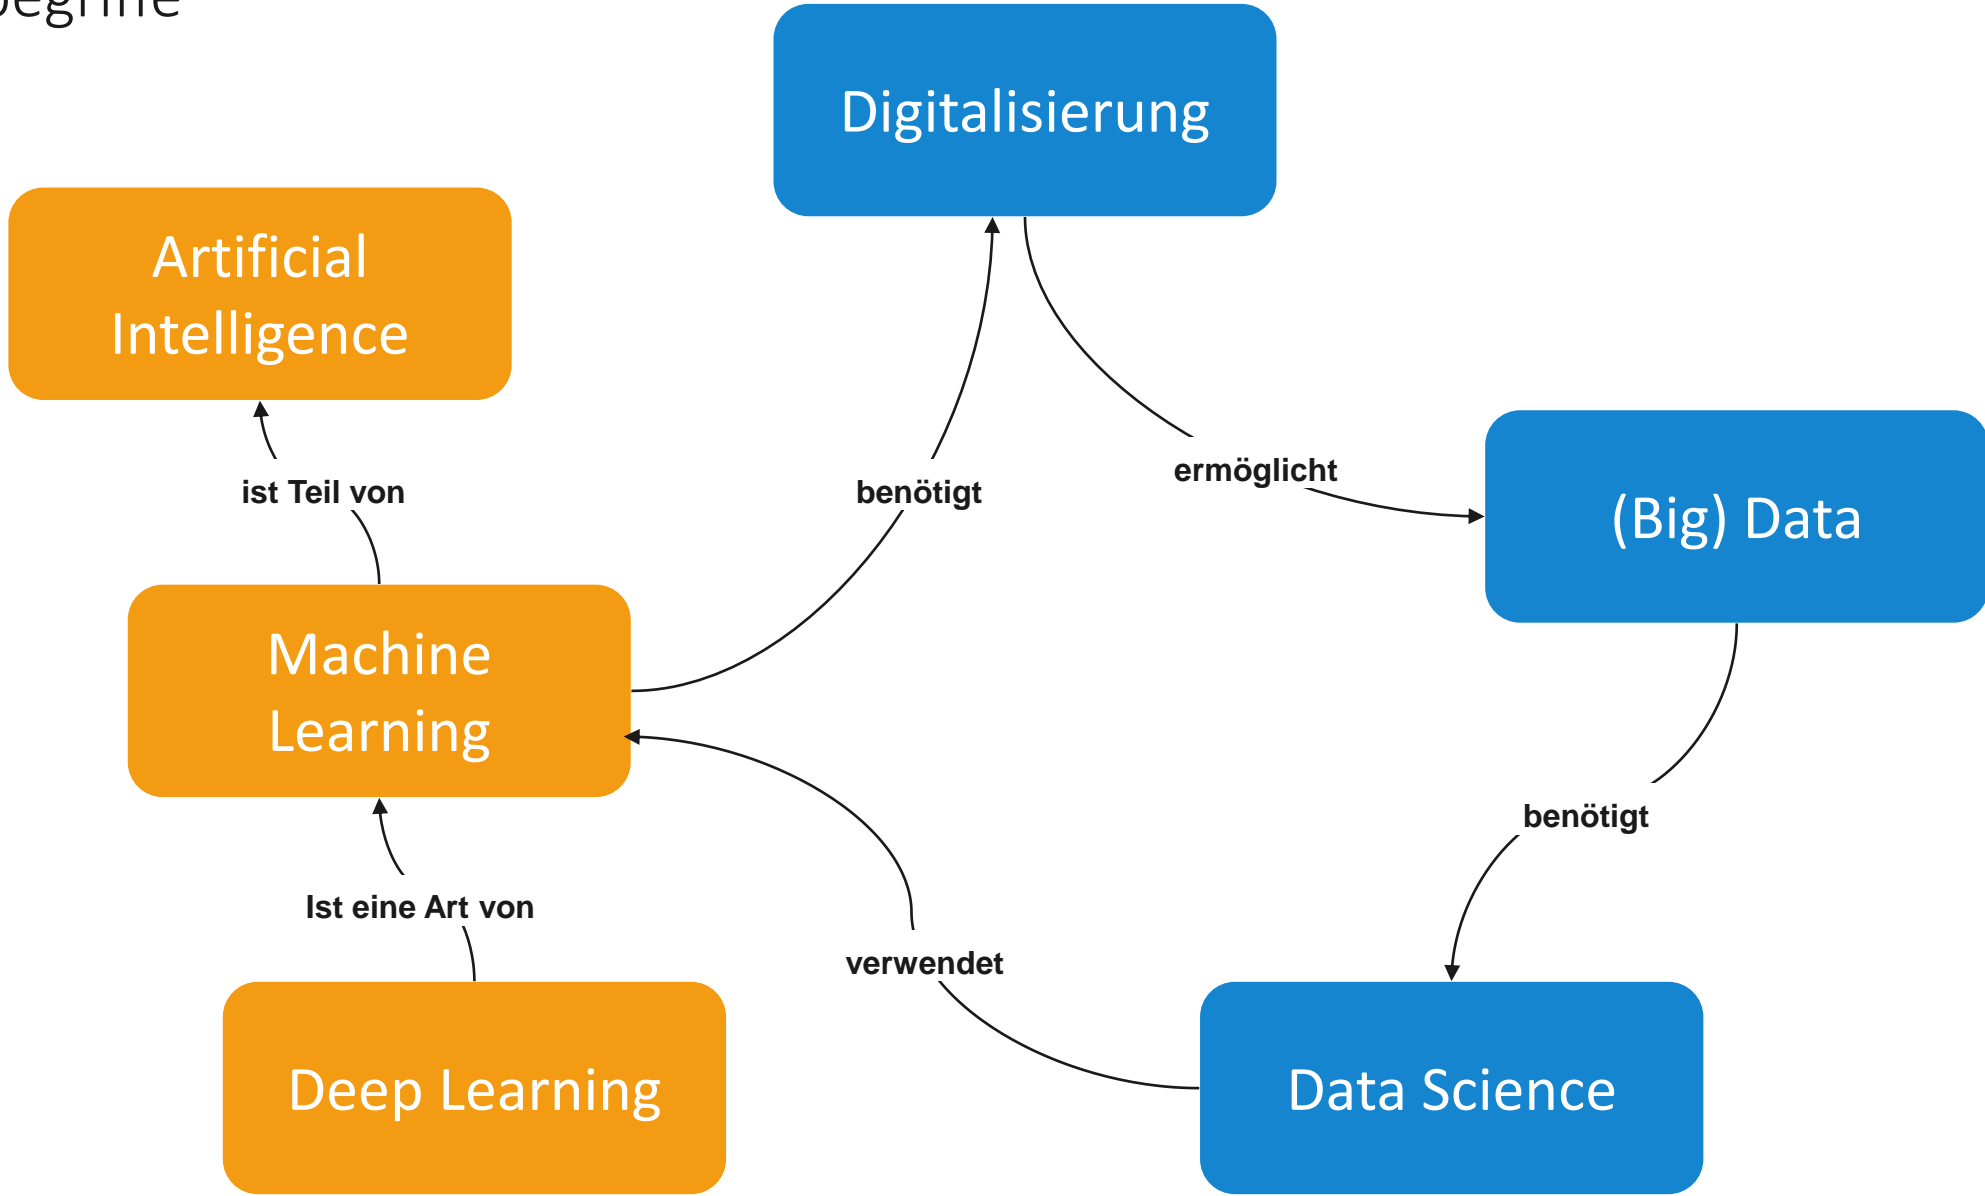 Digitalisierung
Artificial
Intelligence
ist Teil von
benötigt
ermöglicht
(Big) Data
Machine
Learning
benötigt
Ist eine Art von
verwendet
Deep Learning
Data Science